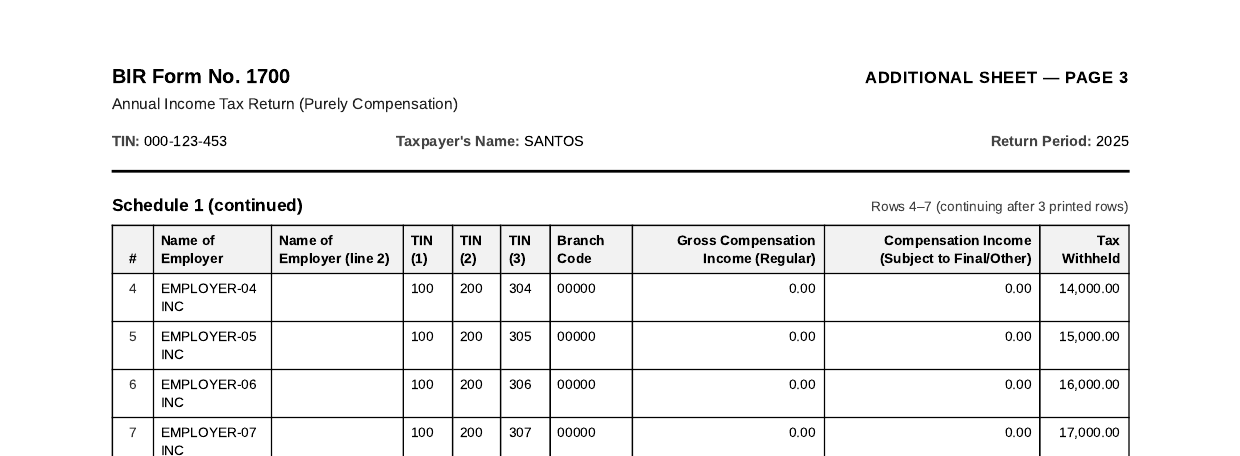 BIR Form No. 1700
ADDITIONAL SHEET — PAGE 3
Annual Income Tax Return (Purely Compensation)
TIN: 000-123-453 Taxpayer's Name: SANTOS Return Period: 2025
Schedule 1 (continued)
Rows 4–7 (continuing after 3 printed rows)
# Name of Employer Name of Employer (line 2) TIN (1) TIN (2) TIN (3) Branch Code Gross Compensation Income (Regular) Compensation Income (Subject to Final/Other) Tax Withheld
4 EMPLOYER-04 INC 100 200 304 00000 0.00 0.00 14,000.00
5 EMPLOYER-05 INC 100 200 305 00000 0.00 0.00 15,000.00
6 EMPLOYER-06 INC 100 200 306 00000 0.00 0.00 16,000.00
7 EMPLOYER-07 INC 100 200 307 00000 0.00 0.00 17,000.00